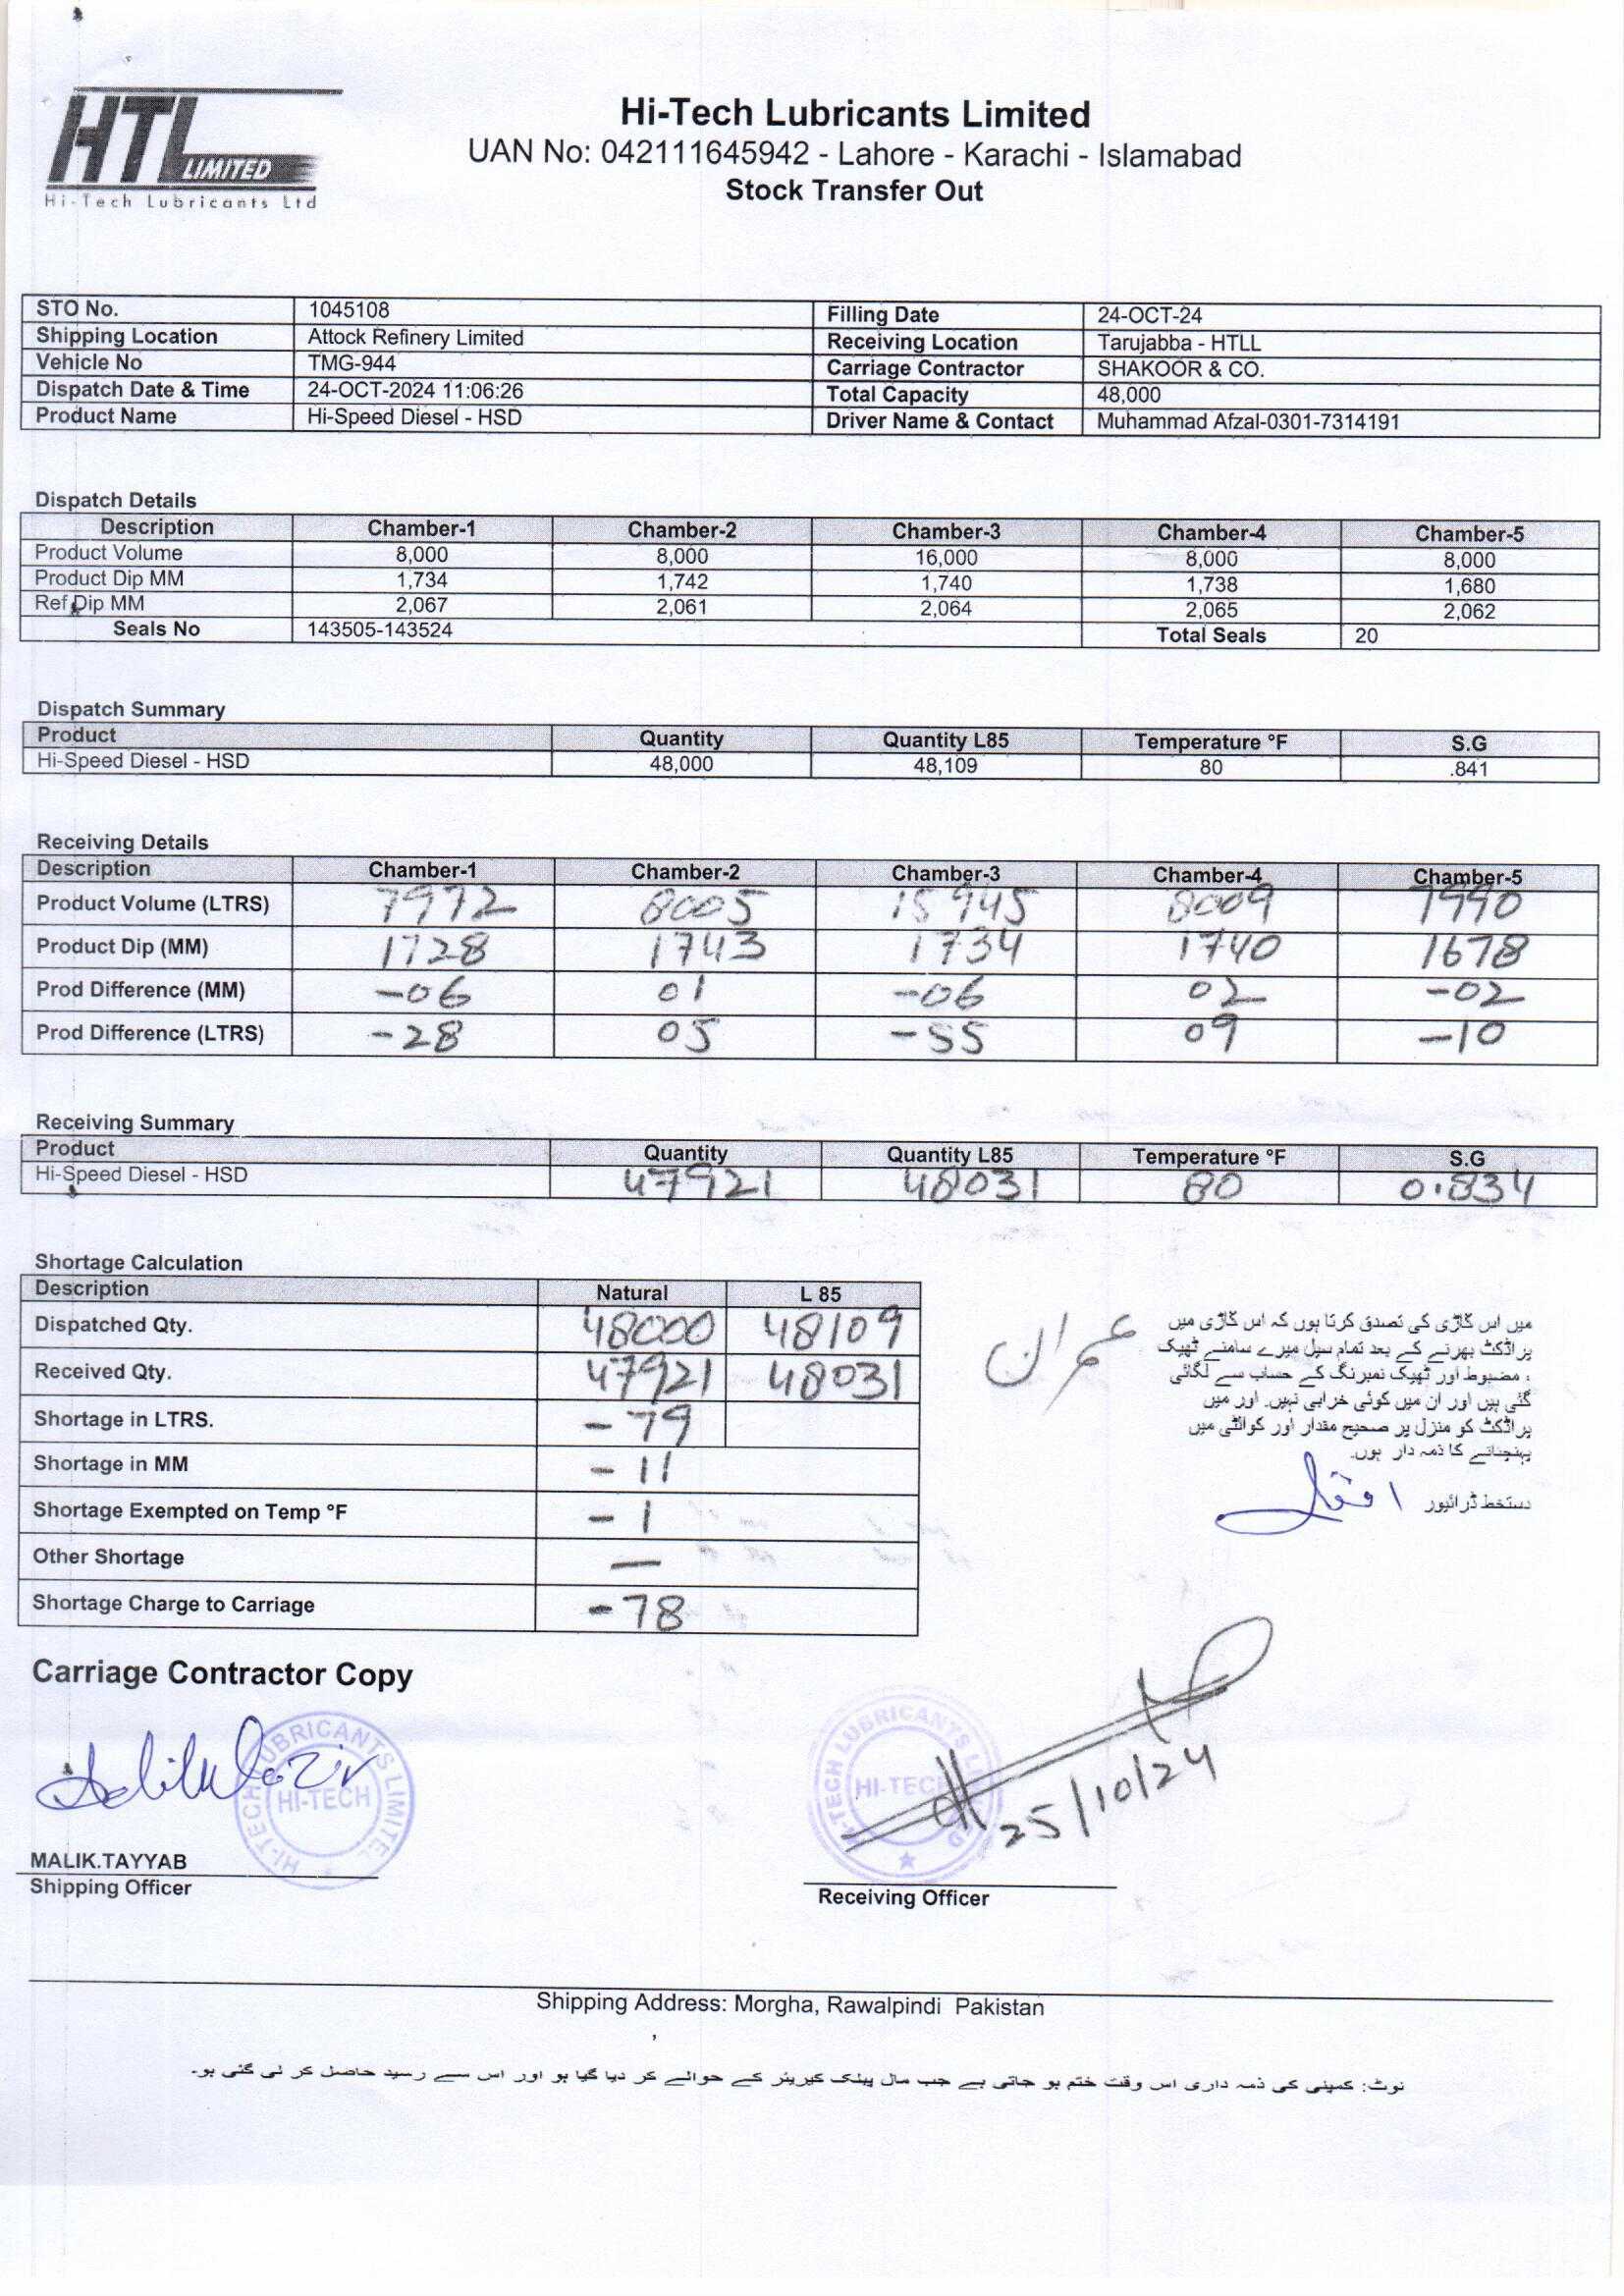 HTL LIMITED
Hi-Tech Lubricants Ltd
Hi-Tech Lubricants Limited
UAN No: 042111645942 - Lahore - Karachi - Islamabad
Stock Transfer Out
STO No. 1045108 Filling Date 24-OCT-24
Shipping Location Attock Refinery Limited Receiving Location Tarujabba - HTLL
Vehicle No TMG-944 Carriage Contractor SHAKOOR & CO.
Dispatch Date & Time 24-OCT-2024 11:06:26 Total Capacity 48,000
Product Name Hi-Speed Diesel - HSD Driver Name & Contact Muhammad Afzal-0301-7314191
Dispatch Details
Description Chamber-1 Chamber-2 Chamber-3 Chamber-4 Chamber-5
Product Volume 8,000 8,000 16,000 8,000 8,000
Product Dip MM 1,734 1,742 1,740 1,738 1,680
Ref Dip MM 2,067 2,061 2,064 2,065 2,062
Seals No 143505-143524 Total Seals 20
Dispatch Summary
Product Quantity Quantity L85 Temperature °F S.G
Hi-Speed Diesel - HSD 48,000 48,109 80 .841
Receiving Details
Description Chamber-1 Chamber-2 Chamber-3 Chamber-4 Chamber-5
Product Volume (LTRS) 7972 8005 15945 8009 7990
Product Dip (MM) 1728 1743 1734 1740 1678
Prod Difference (MM) -06 01 -06 02 -02
Prod Difference (LTRS) -28 05 -55 09 -10
Receiving Summary
Product Quantity Quantity L85 Temperature °F S.G
Hi-Speed Diesel - HSD 47921 48031 80 0.834
Shortage Calculation
Description Natural L 85
Dispatched Qty. 48000 48109
Received Qty. 47921 48031
Shortage in LTRS. -79
Shortage in MM -11
Shortage Exempted on Temp °F -1
Other Shortage —
Shortage Charge to Carriage -78
عمران
میں اس گاڑی کی تصدق کرتا ہوں کہ اس گاڑی میں
پراڈکٹ بھرنے کے بعد تمام سیل میرے سامنے ٹھیک
، مضبوط اور ٹھیک نمبرنگ کے حساب سے لگائی
گئی ہیں اور ان میں کوئی خرابی نہیں۔ اور میں
پراڈکٹ کو منزل پر صحیح مقدار اور کوالٹی میں
پہنچنانے کا ذمہ دار ہوں۔
دستخط ڈرائیور
Carriage Contractor Copy
HI-TECH LUBRICANTS LIMITED
HI-TECH
HI-TECH LUBRICANTS LIMITED
HI-TECH
25/10/24
MALIK.TAYYAB
Shipping Officer
Receiving Officer
Shipping Address: Morgha, Rawalpindi Pakistan
نوٹ: کمپنی کی ذمہ داری اس وقت ختم ہو جاتی ہے جب مال پینک کیریئر کے حوالے کر دیا گیا ہو اور اس سے رسید حاصل کر لی گئی ہو۔